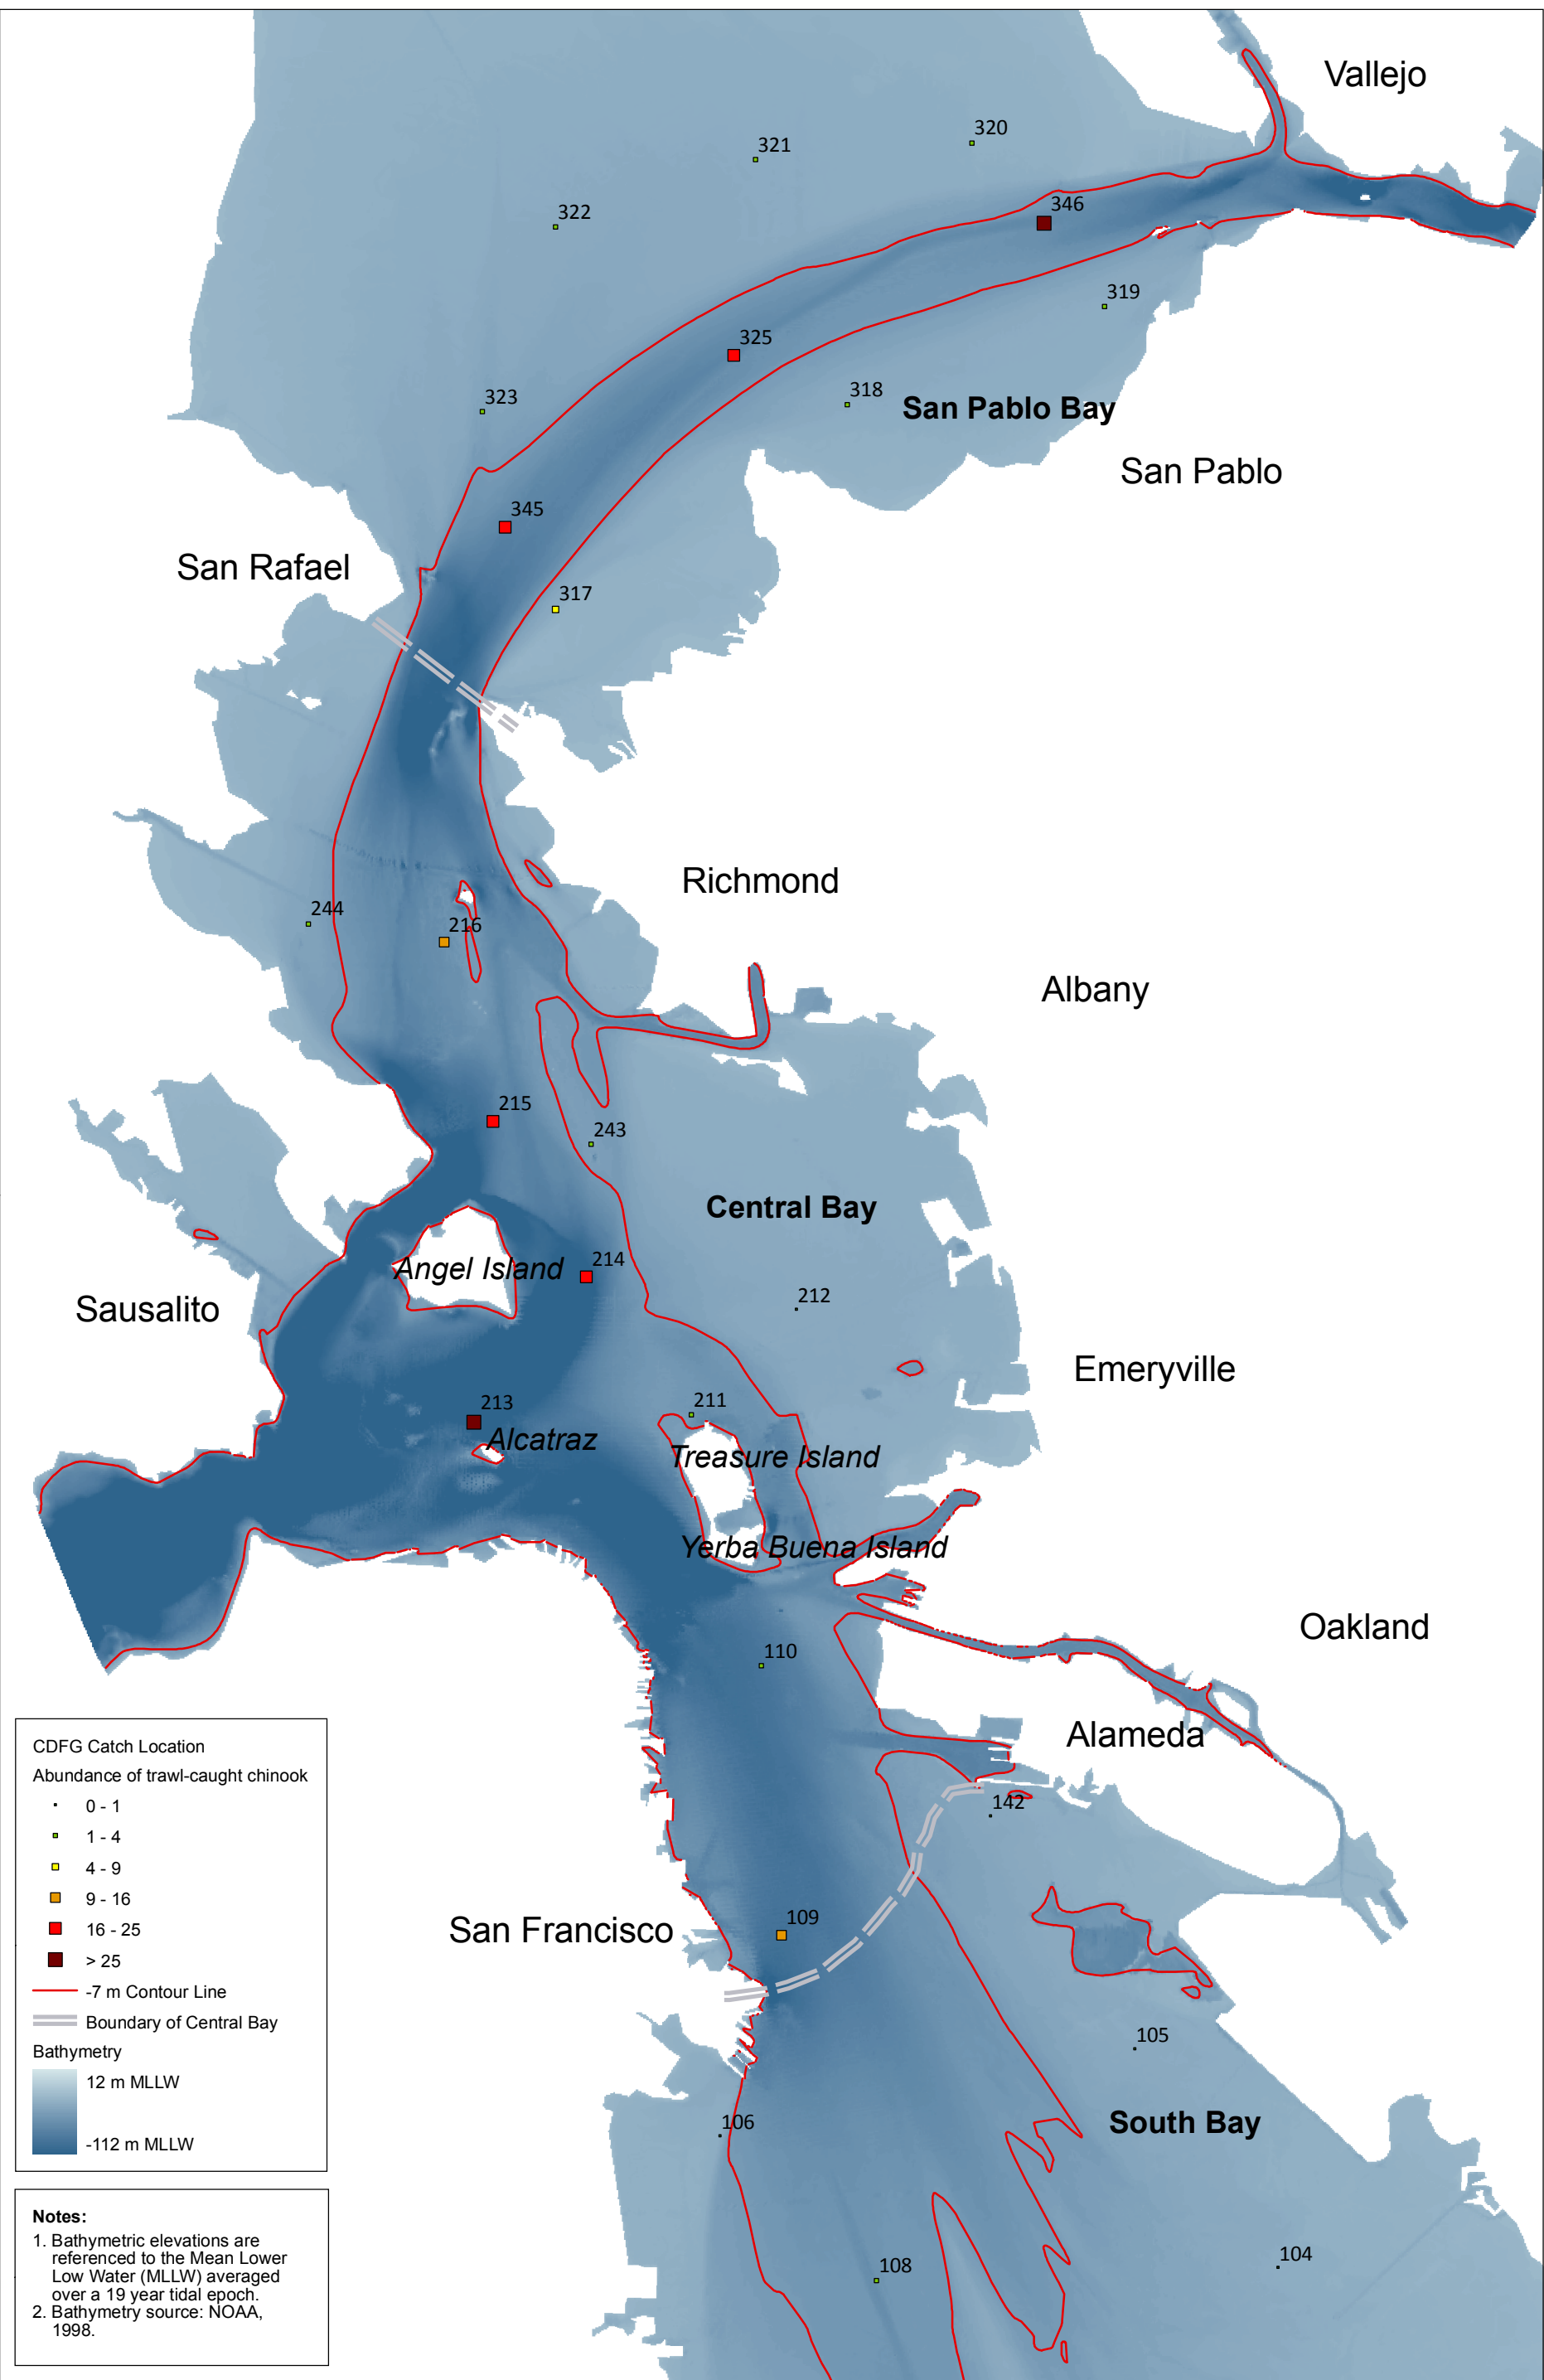 Vallejo
320
321
346
322
319
325
318
323
San Pablo Bay
San Pablo
345
San Rafael
317
Richmond
244
216
Albany
215
243
Central Bay
214
Angel Island
212
Sausalito
Emeryville
213
211
Alcatraz
Treasure Island
Yerba Buena Island
Oakland
110
Alameda
142
San Francisco
109
105
South Bay
106
104
108
CDFG Catch Location
Abundance of trawl-caught chinook
0 - 1
1 - 4
4 - 9
9 - 16
16 - 25
> 25
-7 m Contour Line
Boundary of Central Bay
Bathymetry
12 m MLLW
-112 m MLLW
Notes:
1. Bathymetric elevations are
referenced to the Mean Lower
Low Water (MLLW) averaged
over a 19 year tidal epoch.
2. Bathymetry source: NOAA,
1998.